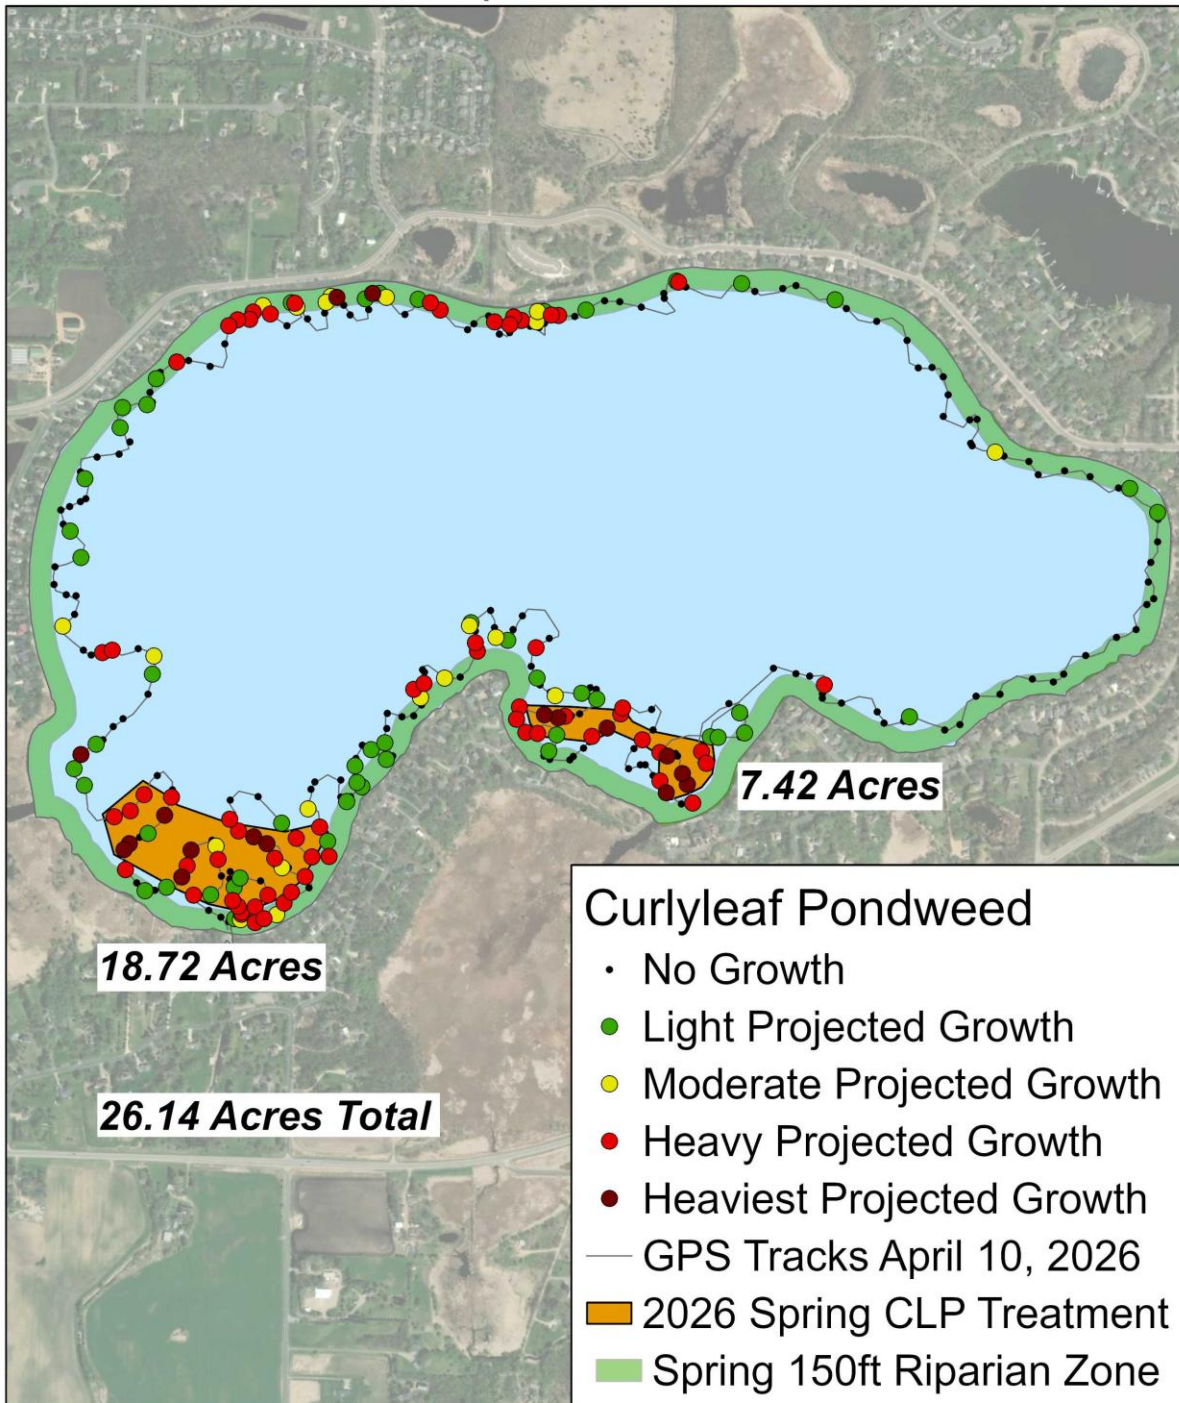 7.42 Acres
18.72 Acres
26.14 Acres Total
Curlyleaf Pondweed
No Growth
Light Projected Growth
Moderate Projected Growth
Heavy Projected Growth
Heaviest Projected Growth
GPS Tracks April 10, 2026
2026 Spring CLP Treatment
Spring 150ft Riparian Zone